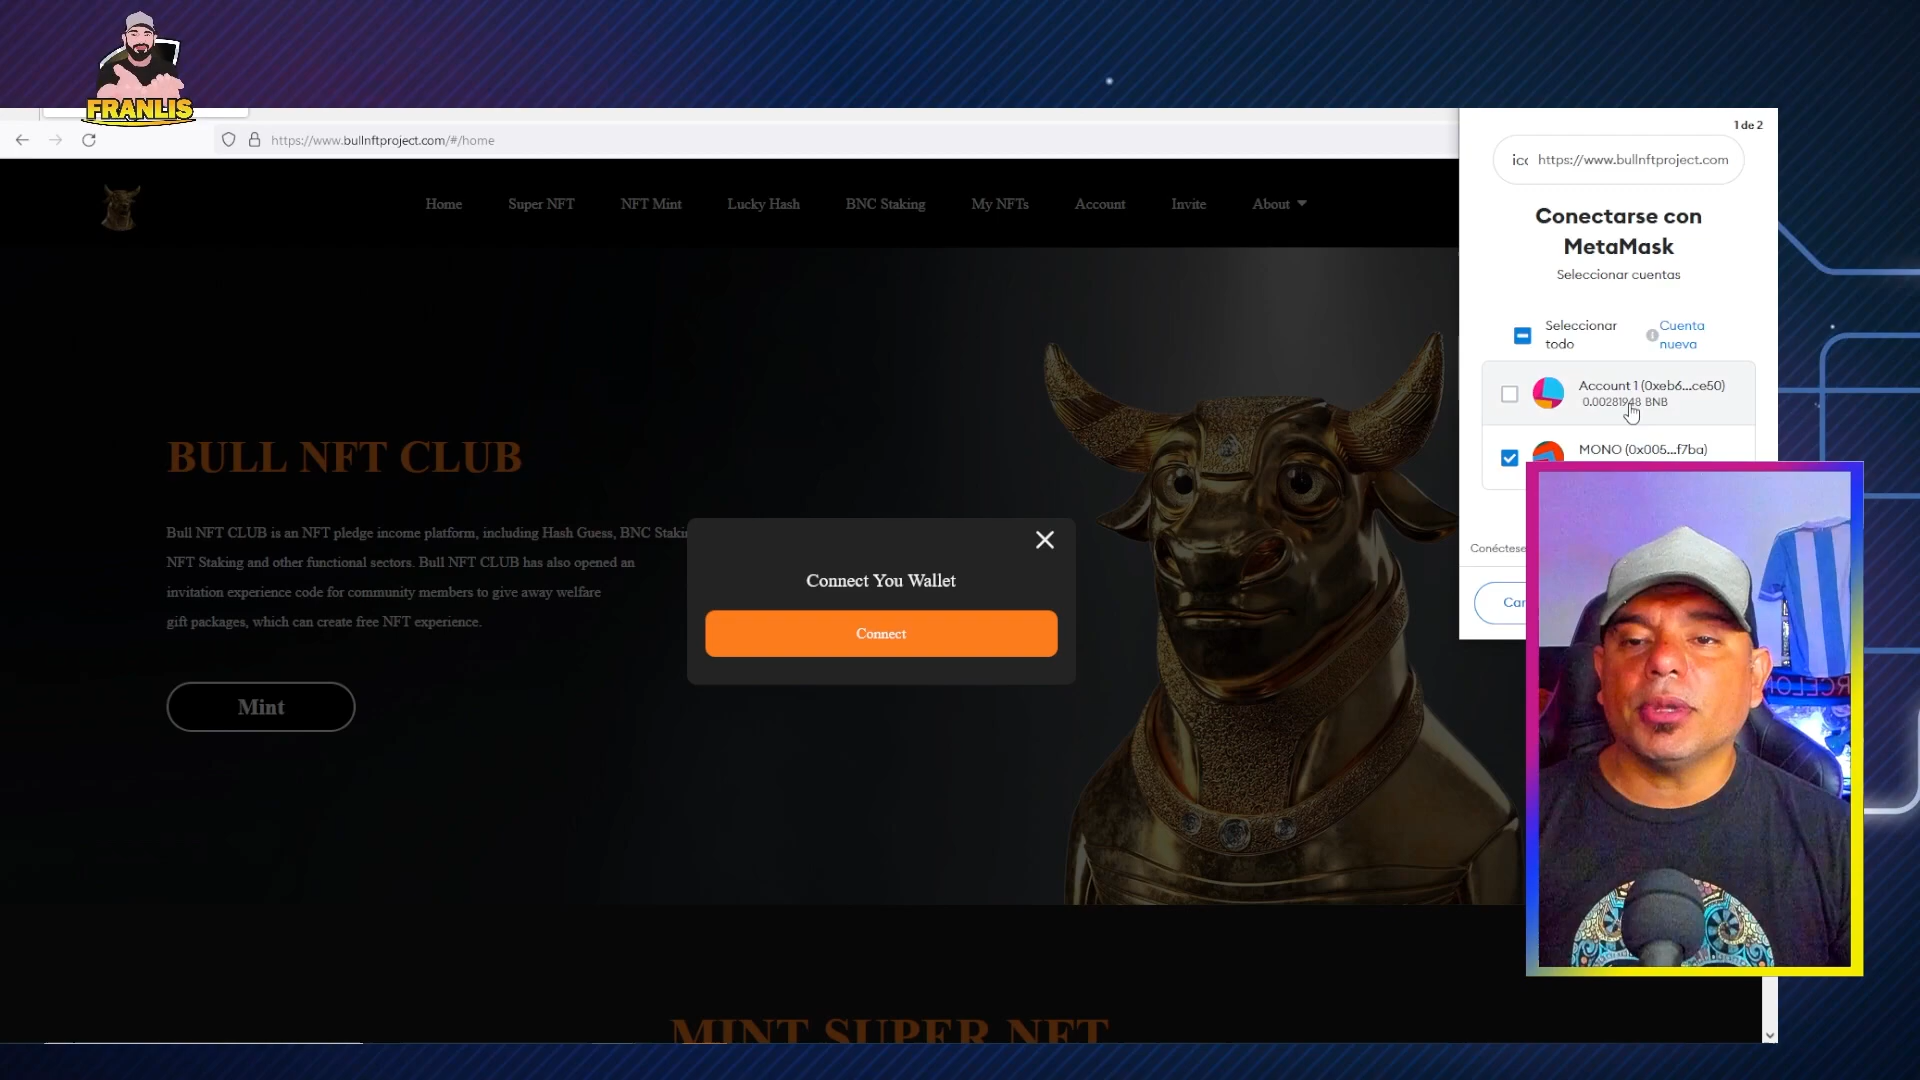 FRANLIS
https://www.bullnftproject.com/#/home
1 de 2
https://www.bullnftproject.com
Home
Super NFT
NFT Mint
Lucky Hash
BNC Staking
My NFTs
Account
Invite
About
Conectarse con
MetaMask
Seleccionar cuentas
Seleccionar
todo
Cuenta
nueva
Account 1 (0xeb6...ce50)
0.00281948 BNB
MONO (0x005...f7ba)
Conéctese
BULL NFT CLUB
Bull NFT CLUB is an NFT pledge income platform, including Hash Guess, BNC
NFT Staking and other functional sectors. Bull NFT CLUB has also opened an
invitation experience code for community members to give away welfare
gift packages, which can create free NFT experience.
Mint
Connect You Wallet
Connect
MINT SUPER NFT